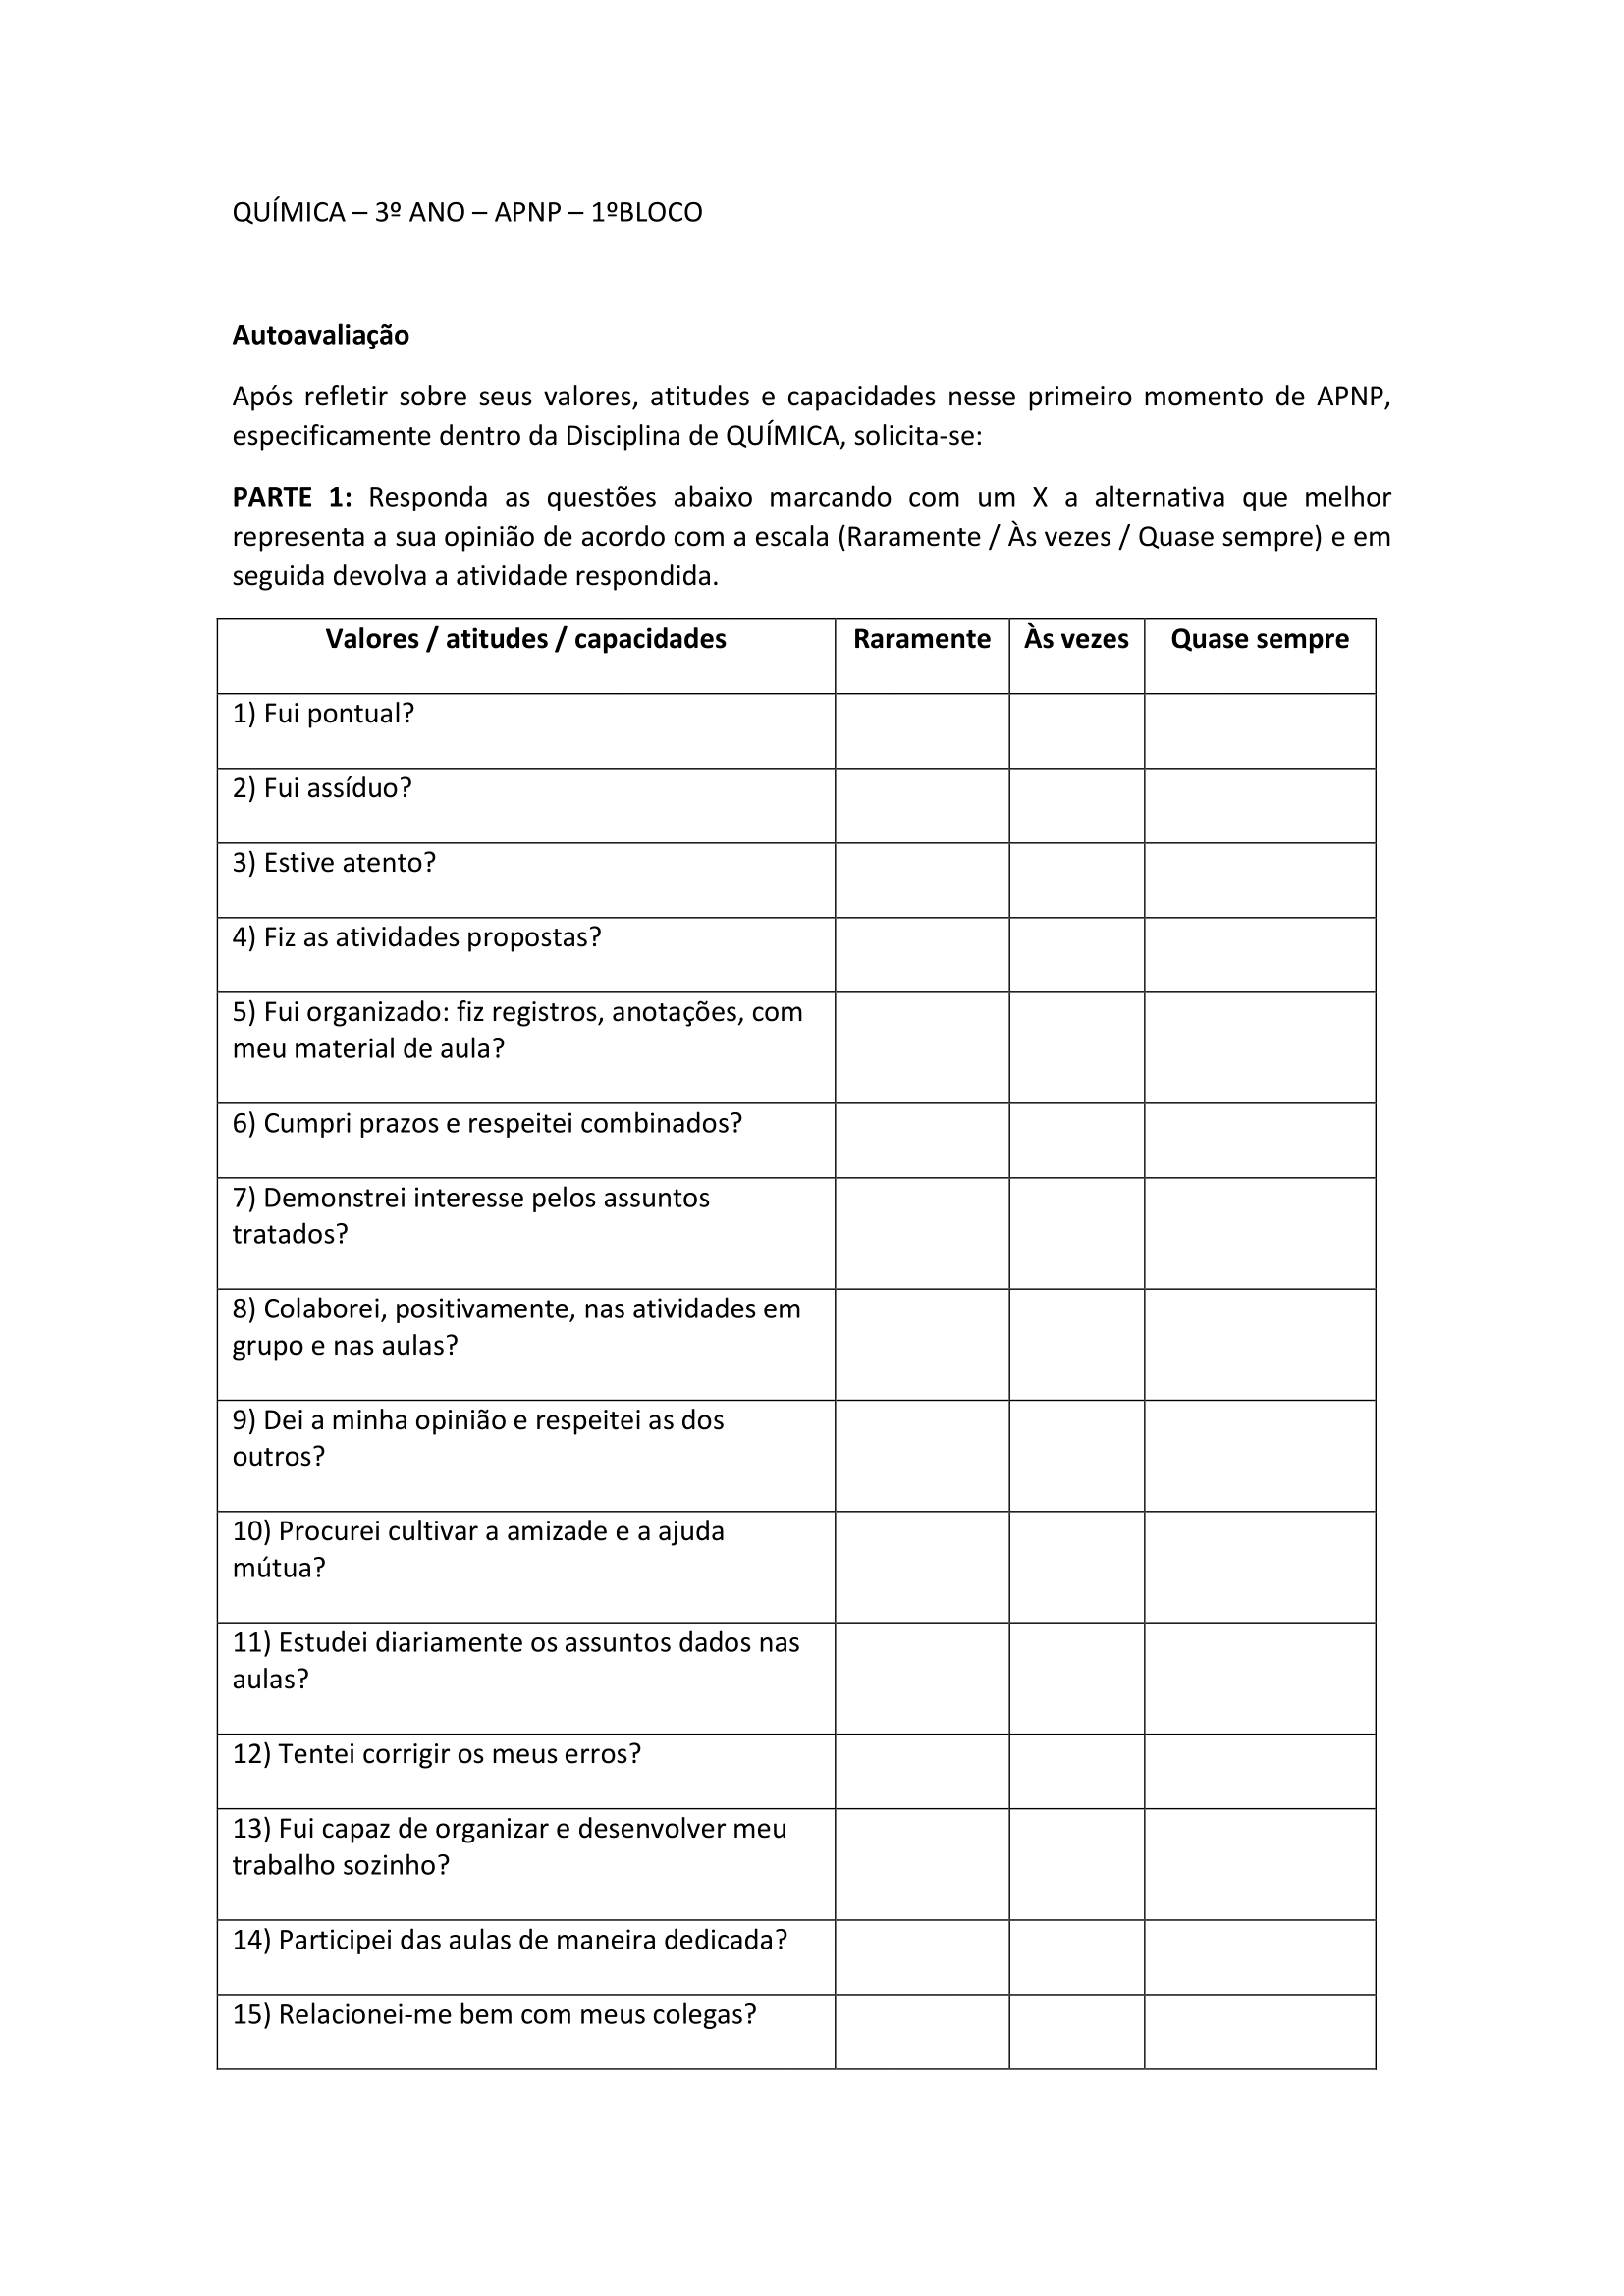 QUÍMICA – 3º ANO – APNP – 1ºBLOCO
Autoavaliação
Após refletir sobre seus valores, atitudes e capacidades nesse primeiro momento de APNP,
especificamente dentro da Disciplina de QUÍMICA, solicita-se:
PARTE 1: Responda as questões abaixo marcando com um X a alternativa que melhor
representa a sua opinião de acordo com a escala (Raramente / Às vezes / Quase sempre) e em
seguida devolva a atividade respondida.
Valores / atitudes / capacidades Raramente Às vezes Quase sempre
1) Fui pontual?
2) Fui assíduo?
3) Estive atento?
4) Fiz as atividades propostas?
5) Fui organizado: fiz registros, anotações, com
meu material de aula?
6) Cumpri prazos e respeitei combinados?
7) Demonstrei interesse pelos assuntos
tratados?
8) Colaborei, positivamente, nas atividades em
grupo e nas aulas?
9) Dei a minha opinião e respeitei as dos
outros?
10) Procurei cultivar a amizade e a ajuda
mútua?
11) Estudei diariamente os assuntos dados nas
aulas?
12) Tentei corrigir os meus erros?
13) Fui capaz de organizar e desenvolver meu
trabalho sozinho?
14) Participei das aulas de maneira dedicada?
15) Relacionei-me bem com meus colegas?